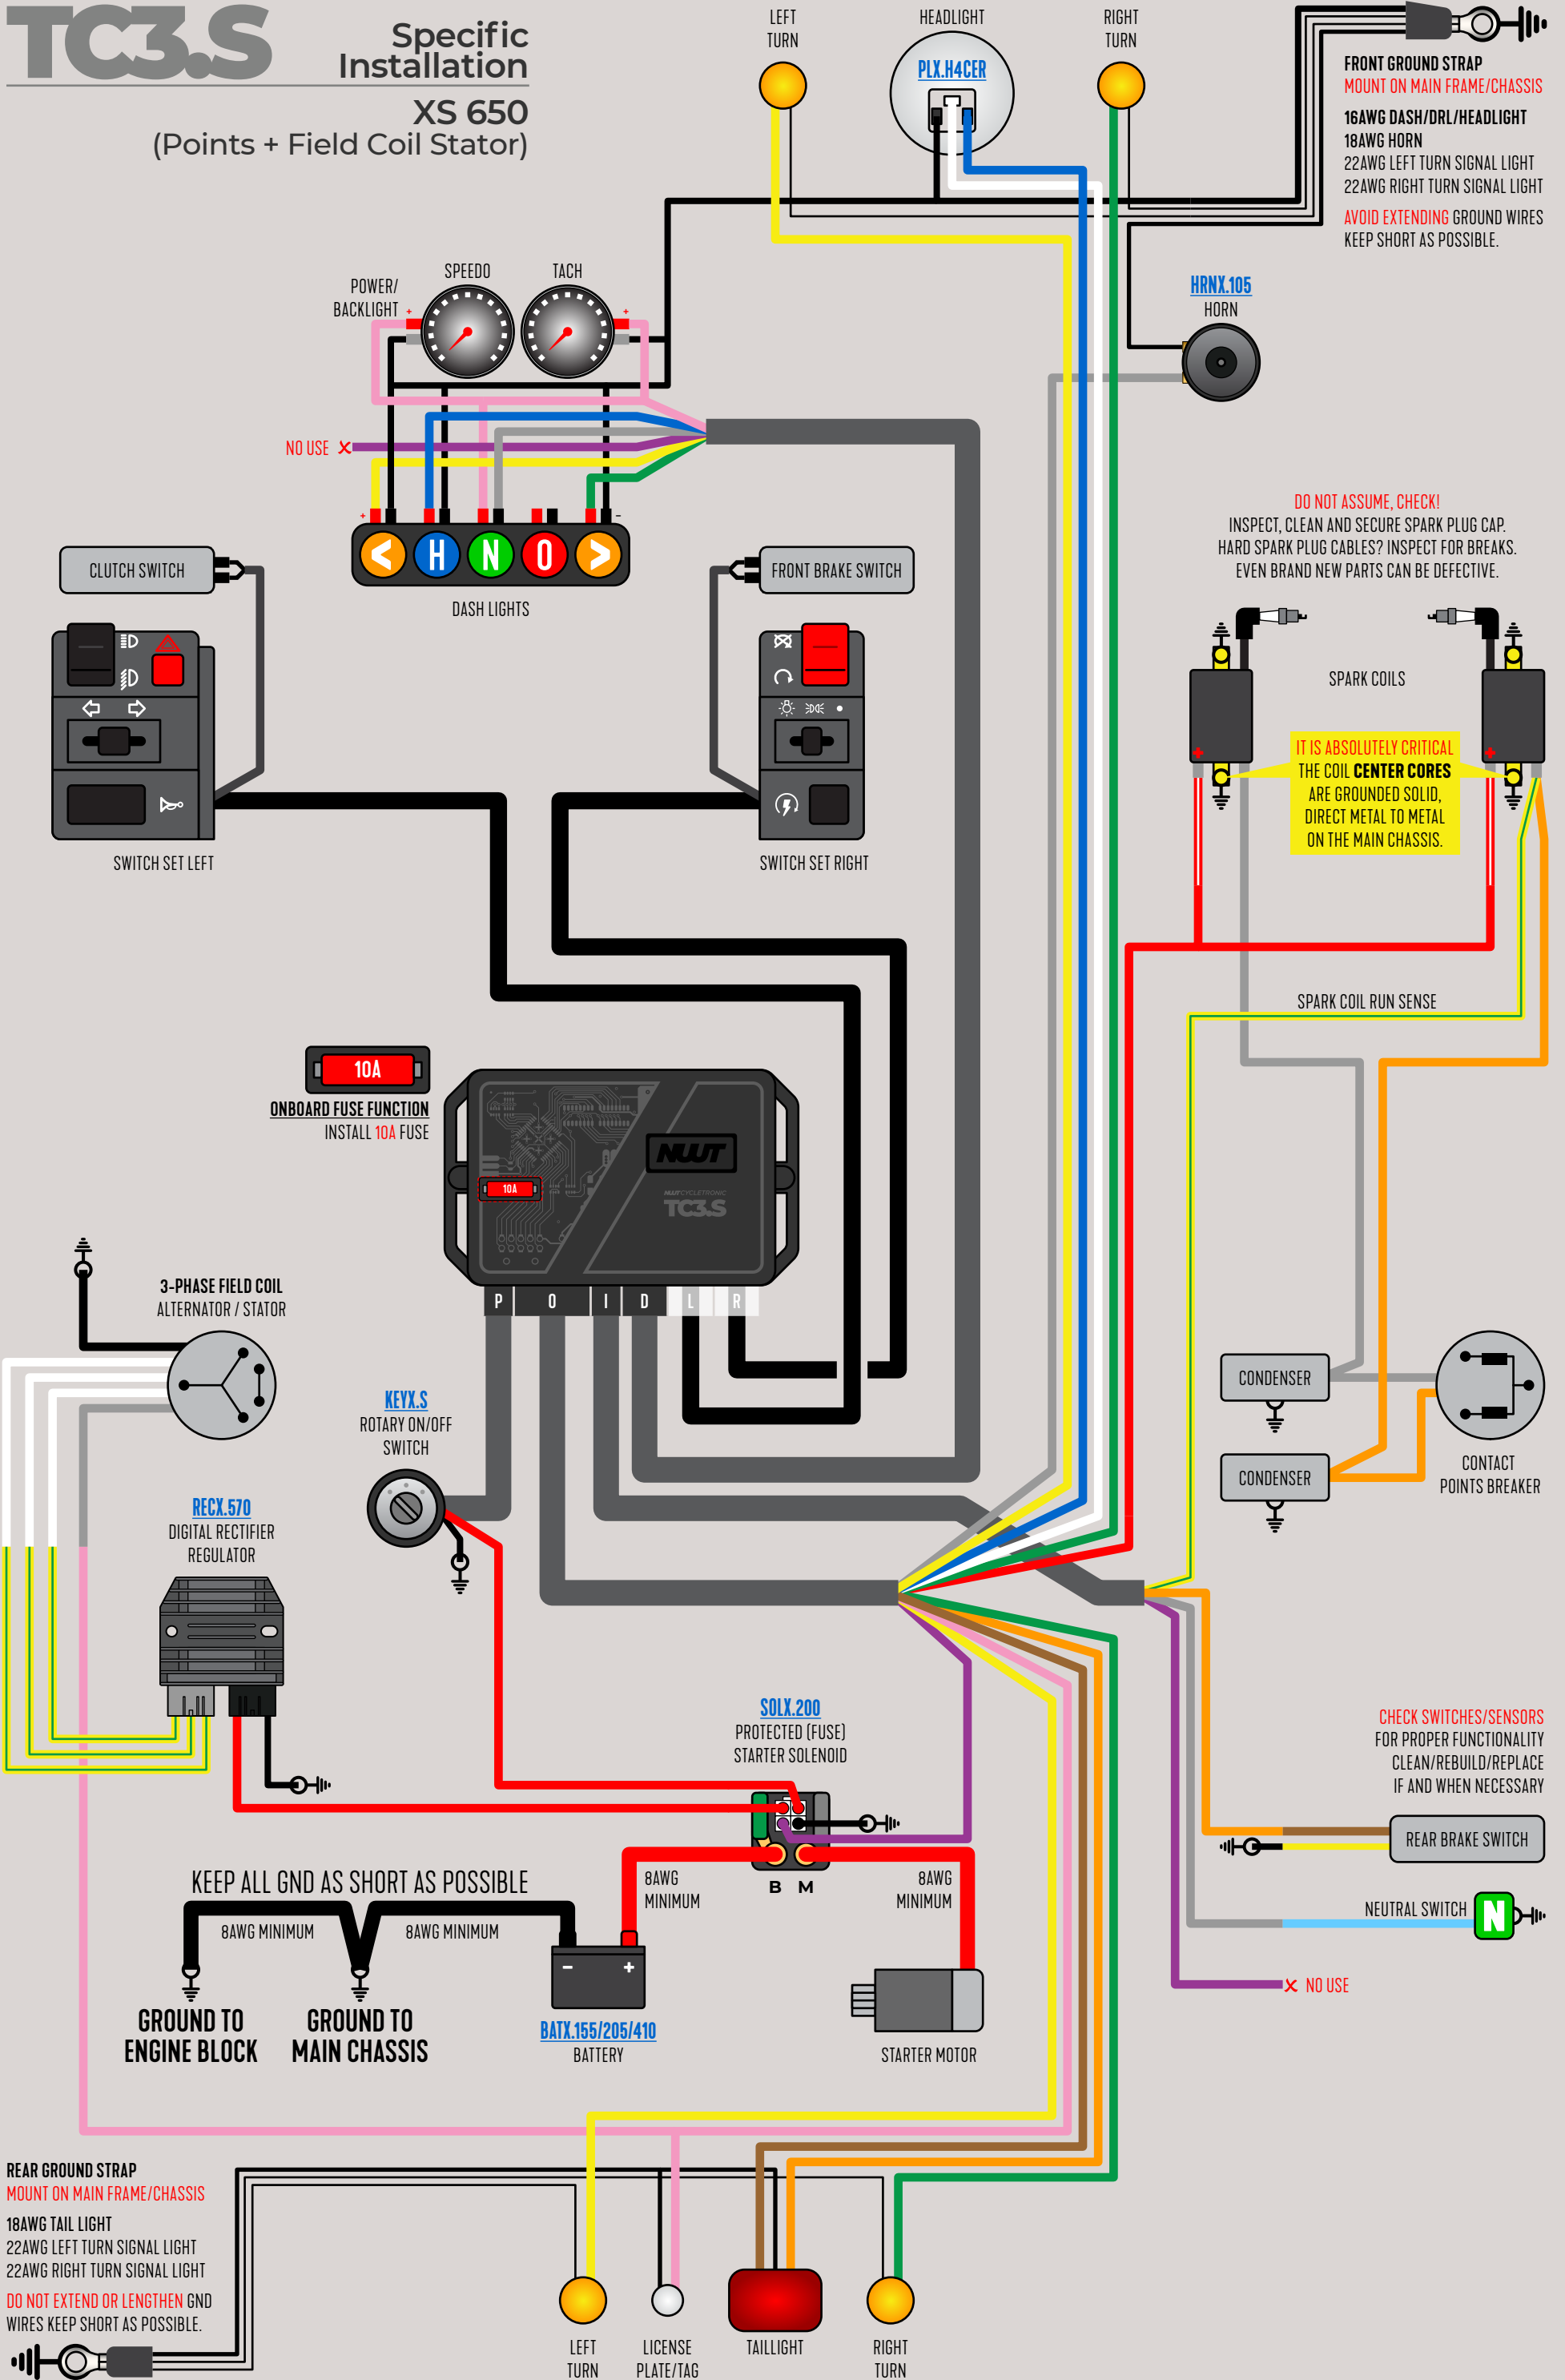 TC3.S
Specific
Installation
XS 650
(Points + Field Coil Stator)
LEFT
TURN
HEADLIGHT
PLX.H4CER
RIGHT
TURN
FRONT GROUND STRAP
MOUNT ON MAIN FRAME/CHASSIS
16AWG DASH/DRL/HEADLIGHT
18AWG HORN
22AWG LEFT TURN SIGNAL LIGHT
22AWG RIGHT TURN SIGNAL LIGHT
AVOID EXTENDING GROUND WIRES
KEEP SHORT AS POSSIBLE.
POWER/
BACKLIGHT
SPEEDO
TACH
+
+
HRNX.105
HORN
NO USE X
+
-
< H N O >
DASH LIGHTS
CLUTCH SWITCH
FRONT BRAKE SWITCH
SWITCH SET LEFT
SWITCH SET RIGHT
DO NOT ASSUME, CHECK!
INSPECT, CLEAN AND SECURE SPARK PLUG CAP.
HARD SPARK PLUG CABLES? INSPECT FOR BREAKS.
EVEN BRAND NEW PARTS CAN BE DEFECTIVE.
SPARK COILS
+
+
IT IS ABSOLUTELY CRITICAL
THE COIL CENTER CORES
ARE GROUNDED SOLID,
DIRECT METAL TO METAL
ON THE MAIN CHASSIS.
SPARK COIL RUN SENSE
10A
ONBOARD FUSE FUNCTION
INSTALL 10A FUSE
10A
NWT
NWT CYCLETRONIC
TC3.S
P O I D L R
3-PHASE FIELD COIL
ALTERNATOR / STATOR
KEYX.S
ROTARY ON/OFF
SWITCH
RECX.570
DIGITAL RECTIFIER
REGULATOR
CONDENSER
CONDENSER
CONTACT
POINTS BREAKER
SOLX.200
PROTECTED (FUSE)
STARTER SOLENOID
B M
8AWG
MINIMUM
8AWG
MINIMUM
CHECK SWITCHES/SENSORS
FOR PROPER FUNCTIONALITY
CLEAN/REBUILD/REPLACE
IF AND WHEN NECESSARY
REAR BRAKE SWITCH
NEUTRAL SWITCH
N
X NO USE
KEEP ALL GND AS SHORT AS POSSIBLE
8AWG MINIMUM
8AWG MINIMUM
GROUND TO
ENGINE BLOCK
GROUND TO
MAIN CHASSIS
- +
BATX.155/205/410
BATTERY
STARTER MOTOR
REAR GROUND STRAP
MOUNT ON MAIN FRAME/CHASSIS
18AWG TAIL LIGHT
22AWG LEFT TURN SIGNAL LIGHT
22AWG RIGHT TURN SIGNAL LIGHT
DO NOT EXTEND OR LENGTHEN GND
WIRES KEEP SHORT AS POSSIBLE.
LEFT
TURN
LICENSE
PLATE/TAG
TAILLIGHT
RIGHT
TURN